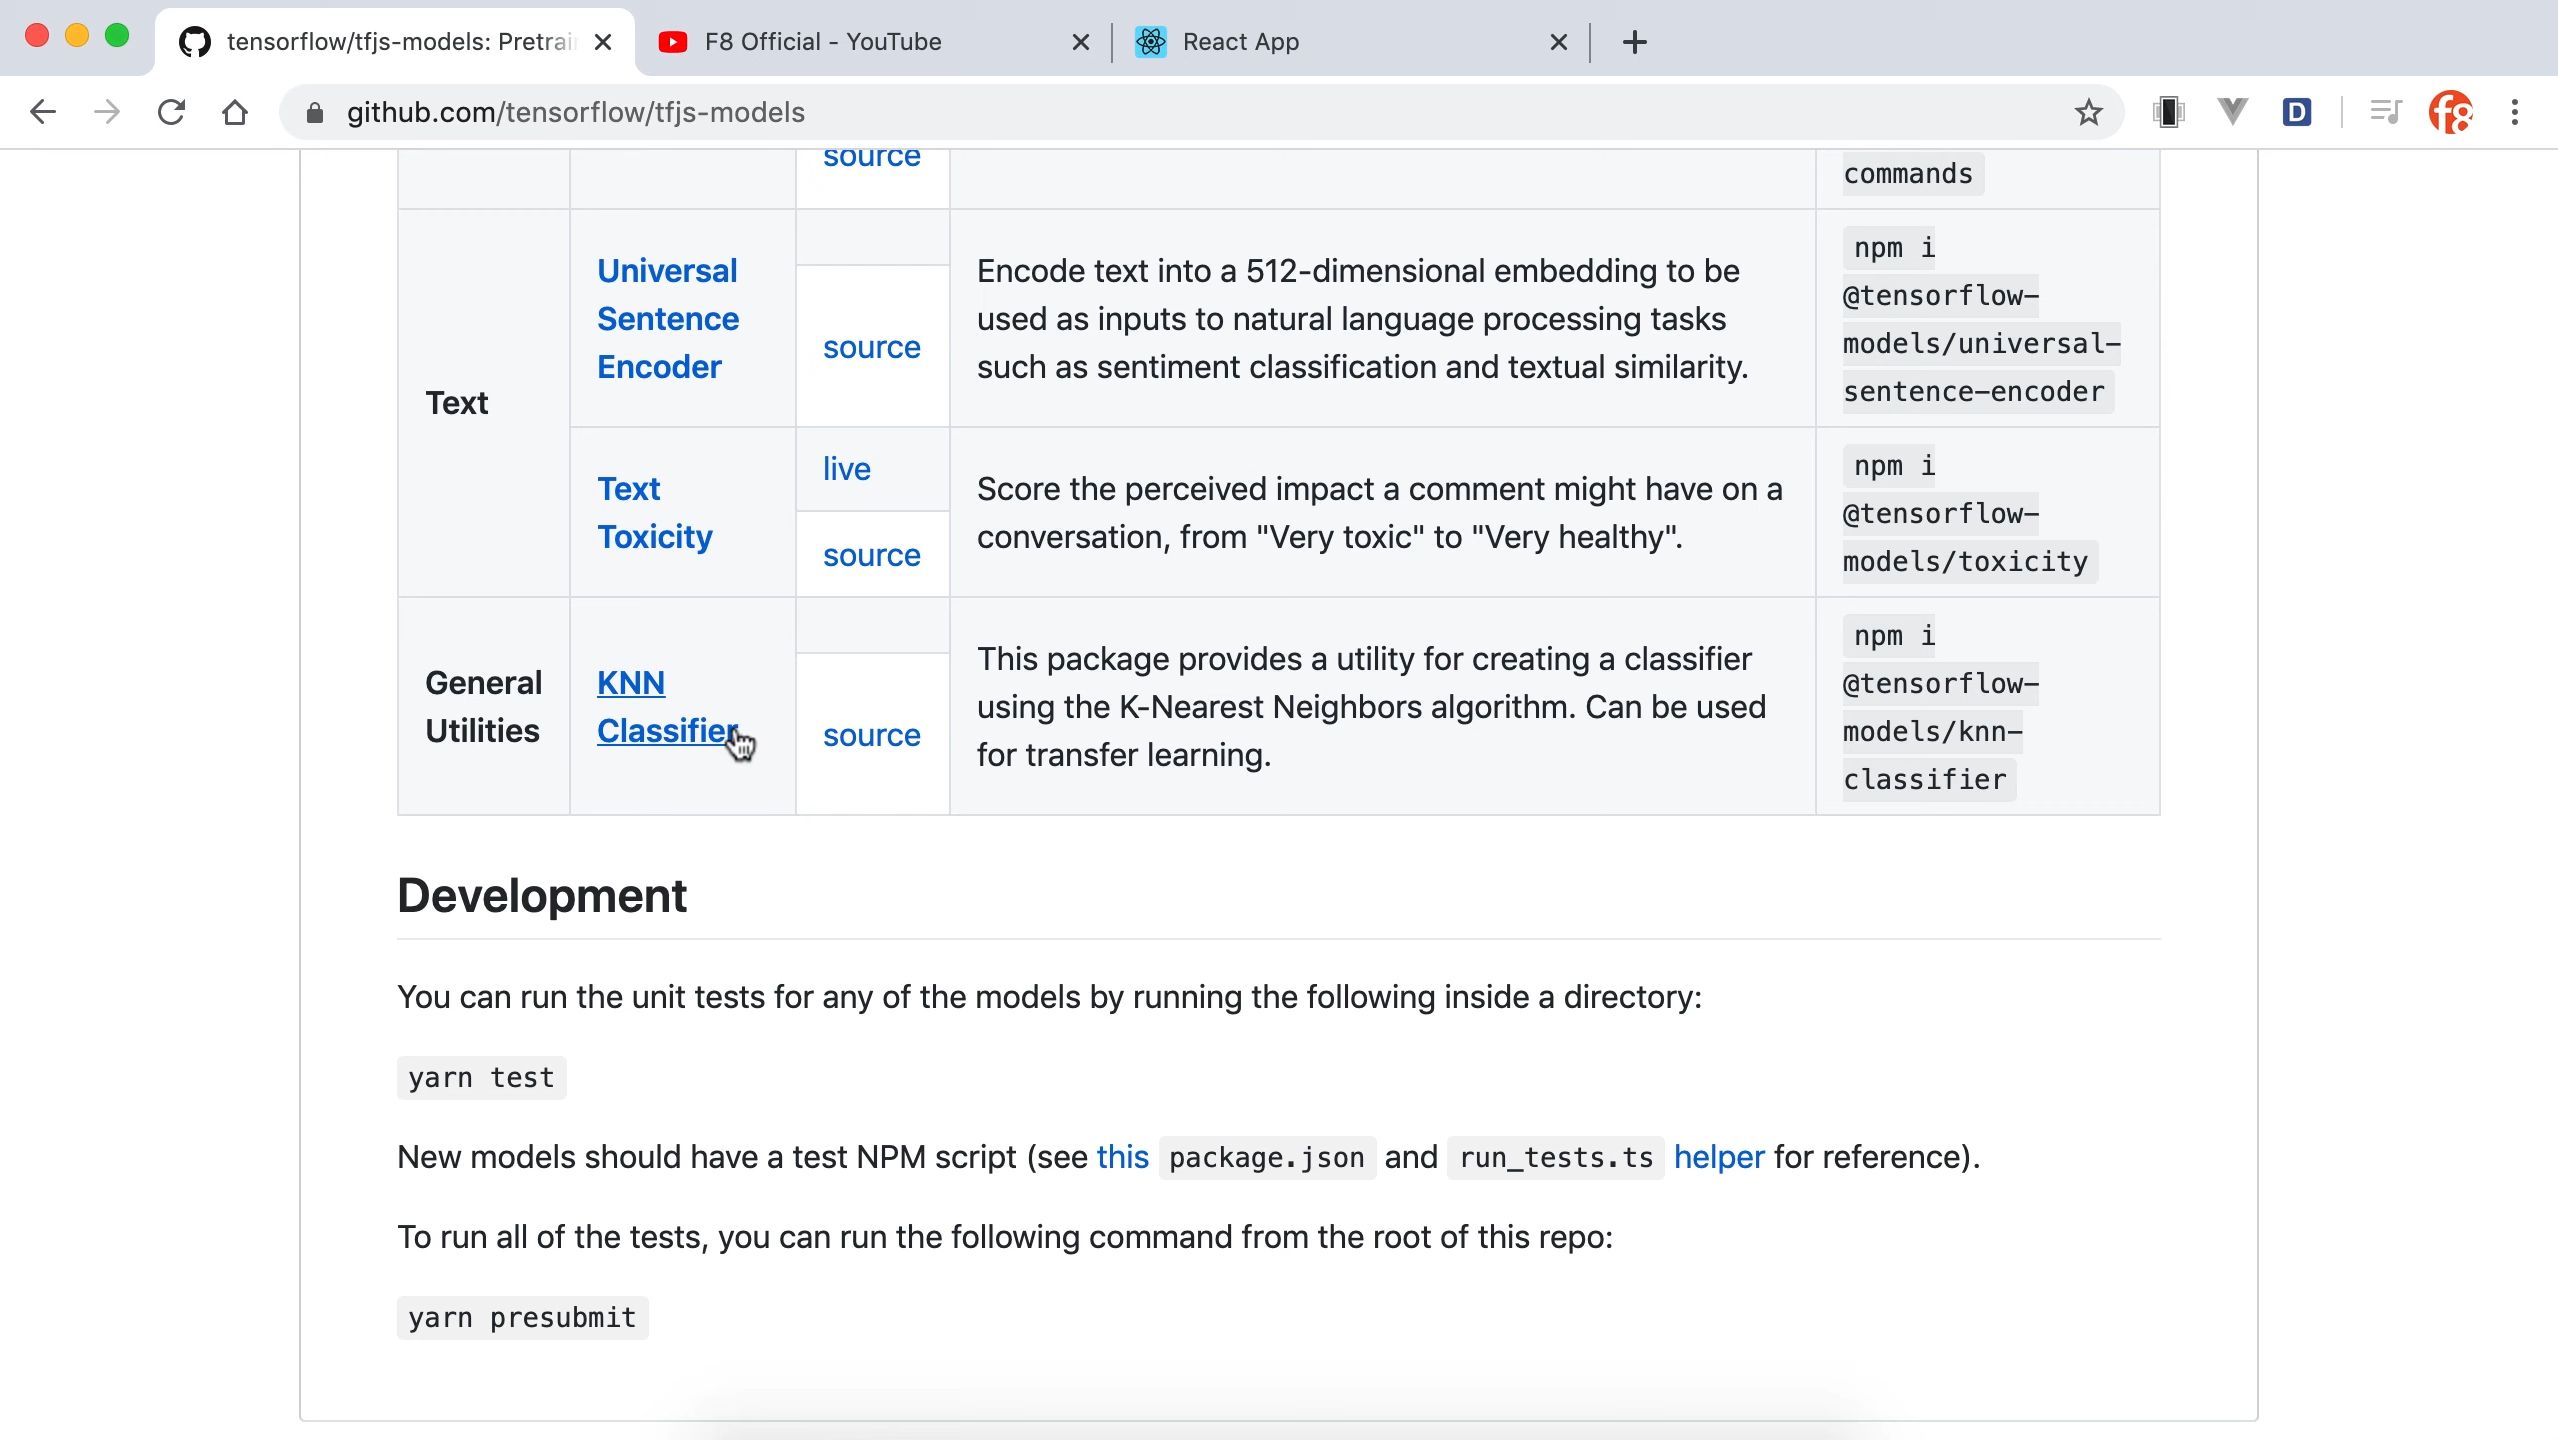 tensorflow/tfjs-models: Pretrai
F8 Official - YouTube
React App
github.com/tensorflow/tfjs-models
D
f8
source
commands
Text
Universal
Sentence
Encoder
source
Encode text into a 512-dimensional embedding to be
used as inputs to natural language processing tasks
such as sentiment classification and textual similarity.
npm i
@tensorflow-
models/universal-
sentence-encoder
Text
Toxicity
live
source
Score the perceived impact a comment might have on a
conversation, from "Very toxic" to "Very healthy".
npm i
@tensorflow-
models/toxicity
General
Utilities
KNN
Classifier
source
This package provides a utility for creating a classifier
using the K-Nearest Neighbors algorithm. Can be used
for transfer learning.
npm i
@tensorflow-
models/knn-
classifier
Development
You can run the unit tests for any of the models by running the following inside a directory:
yarn test
New models should have a test NPM script (see this package.json and run_tests.ts helper for reference).
To run all of the tests, you can run the following command from the root of this repo:
yarn presubmit